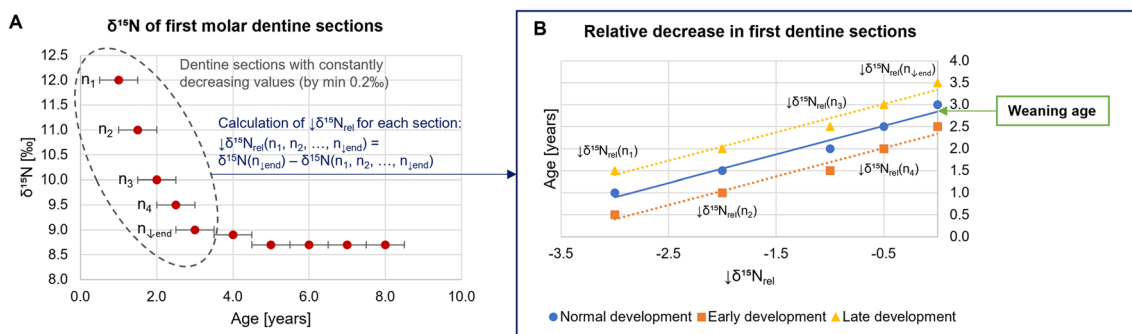 A
δ¹⁵N of first molar dentine sections
12.5
12.0
11.5
11.0
10.5
10.0
9.5
9.0
8.5
8.0
δ¹⁵N [‰]
n₁
n₂
n₃
n₄
n↓end
Dentine sections with constantly
decreasing values (by min 0.2‰)
Calculation of ↓δ¹⁵Nrel for each section:
↓δ¹⁵Nrel(n₁, n₂, …, n↓end) =
δ¹⁵N(n↓end) – δ¹⁵N(n₁, n₂, …, n↓end)
0.0 2.0 4.0 6.0 8.0 10.0
Age [years]
B
Relative decrease in first dentine sections
↓δ¹⁵Nrel(n↓end)
↓δ¹⁵Nrel(n₃)
↓δ¹⁵Nrel(n₁)
↓δ¹⁵Nrel(n₄)
↓δ¹⁵Nrel(n₂)
Age [years]
4.0
3.5
3.0
2.5
2.0
1.5
1.0
0.5
0.0
Weaning age
-3.5 -2.5 -1.5 -0.5
↓δ¹⁵Nrel
Normal development Early development Late development